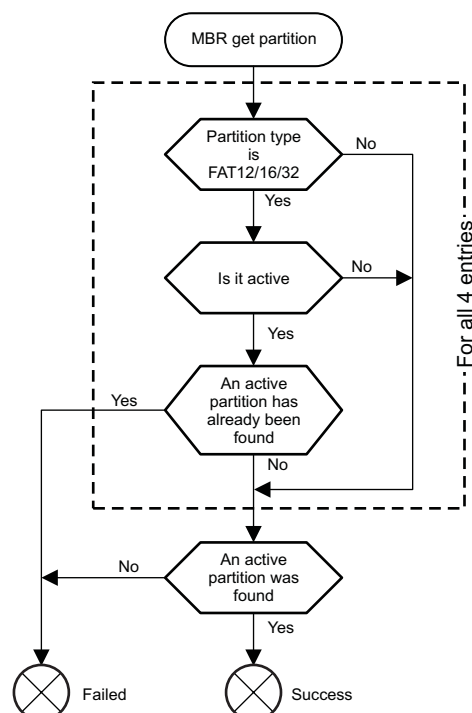 MBR get partition
Partition type
is
FAT12/16/32
No
Yes
Is it active
No
Yes
An active
partition has
already been
found
Yes
No
For all 4 entries
An active
partition was
found
No
Yes
Failed
Success